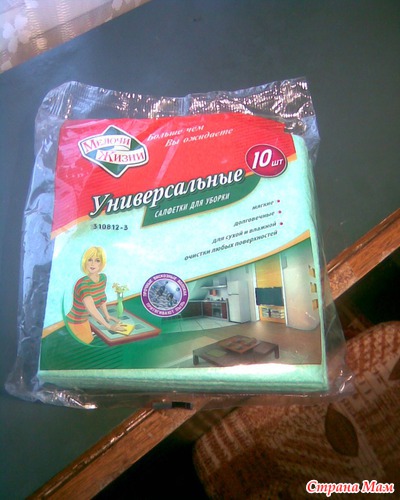 Мелочи
Жизни
больше чем
Вы ожидаете
10 шт
Универсальные
САЛФЕТКИ ДЛЯ УБОРКИ
510812-3
мягкие
долговечные
для сухой и влажной
очистки любых поверхностей
Страна Мам